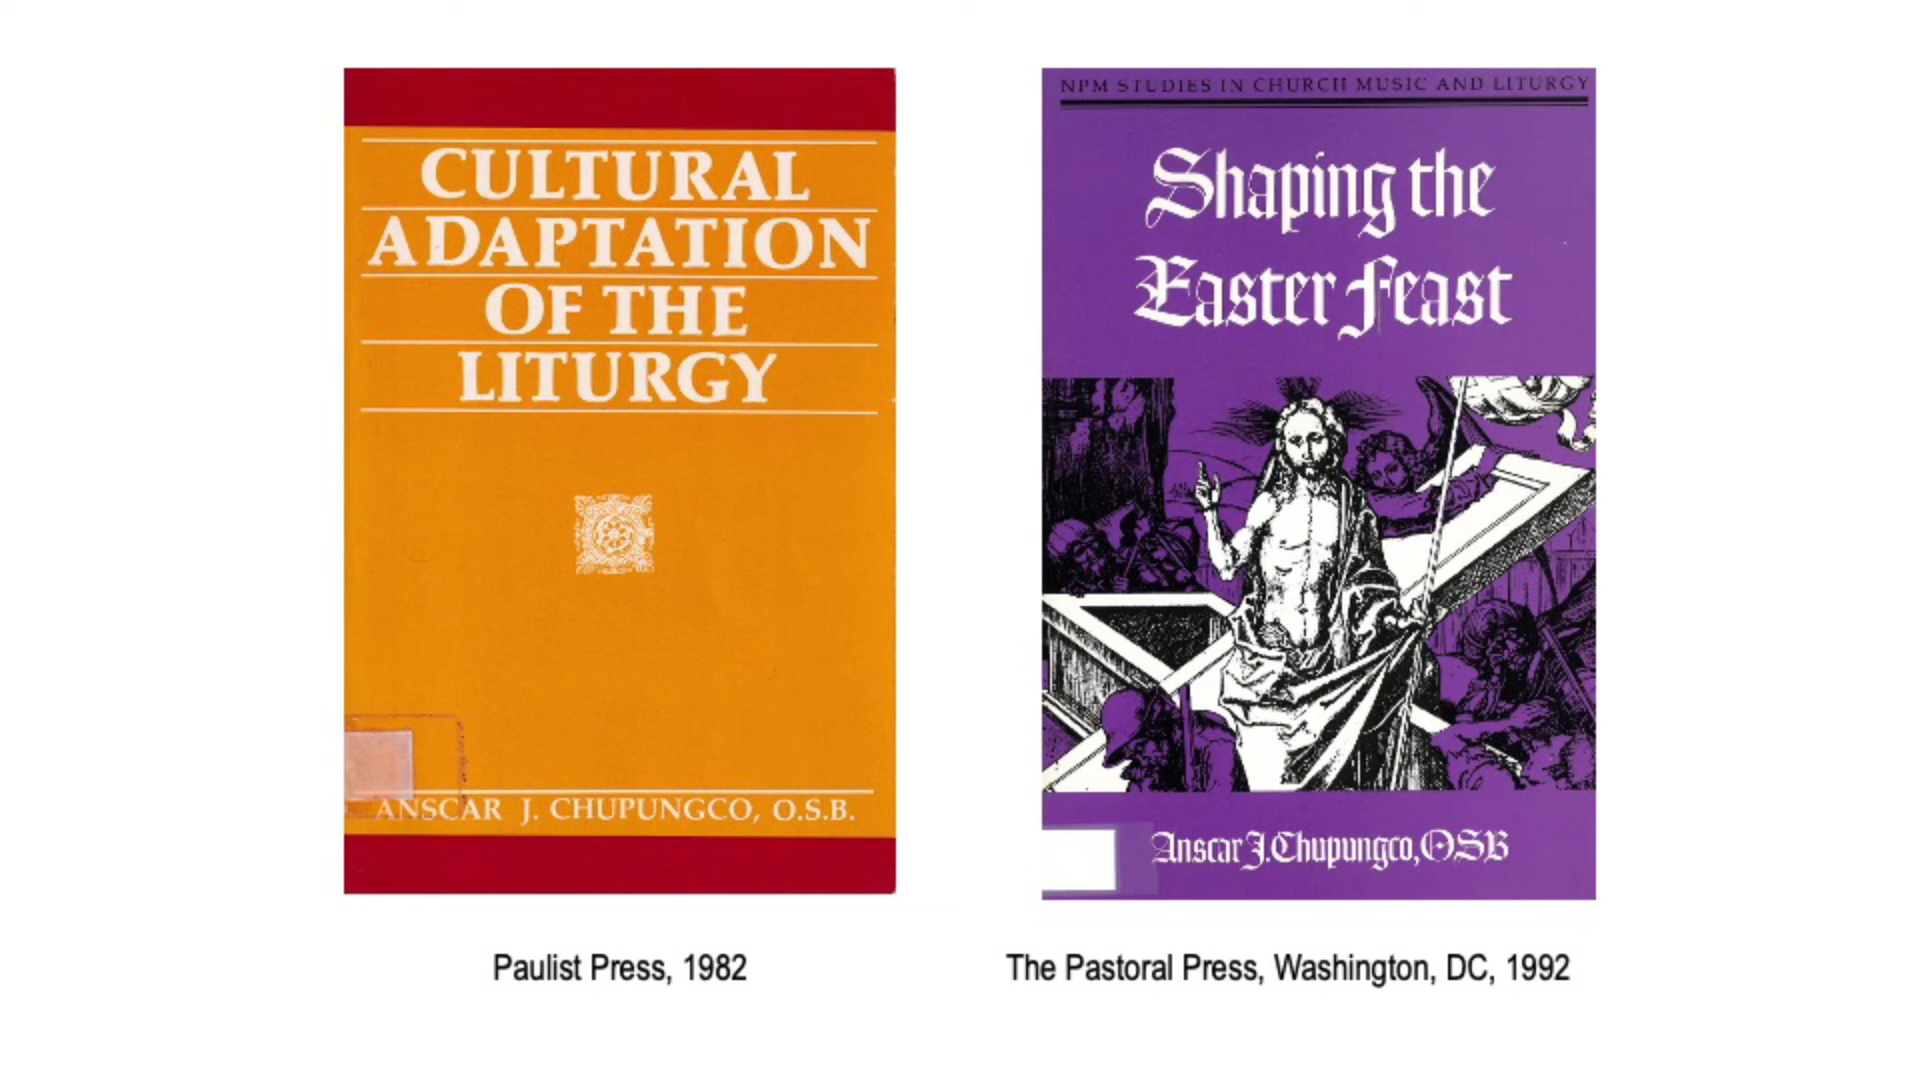 CULTURAL
ADAPTATION
OF THE
LITURGY
ANSCAR J. CHUPUNGCO, O.S.B.
Paulist Press, 1982
NPM STUDIES IN CHURCH MUSIC AND LITURGY
Shaping the
Easter Feast
Anscar J. Chupungco, OSB
The Pastoral Press, Washington, DC, 1992